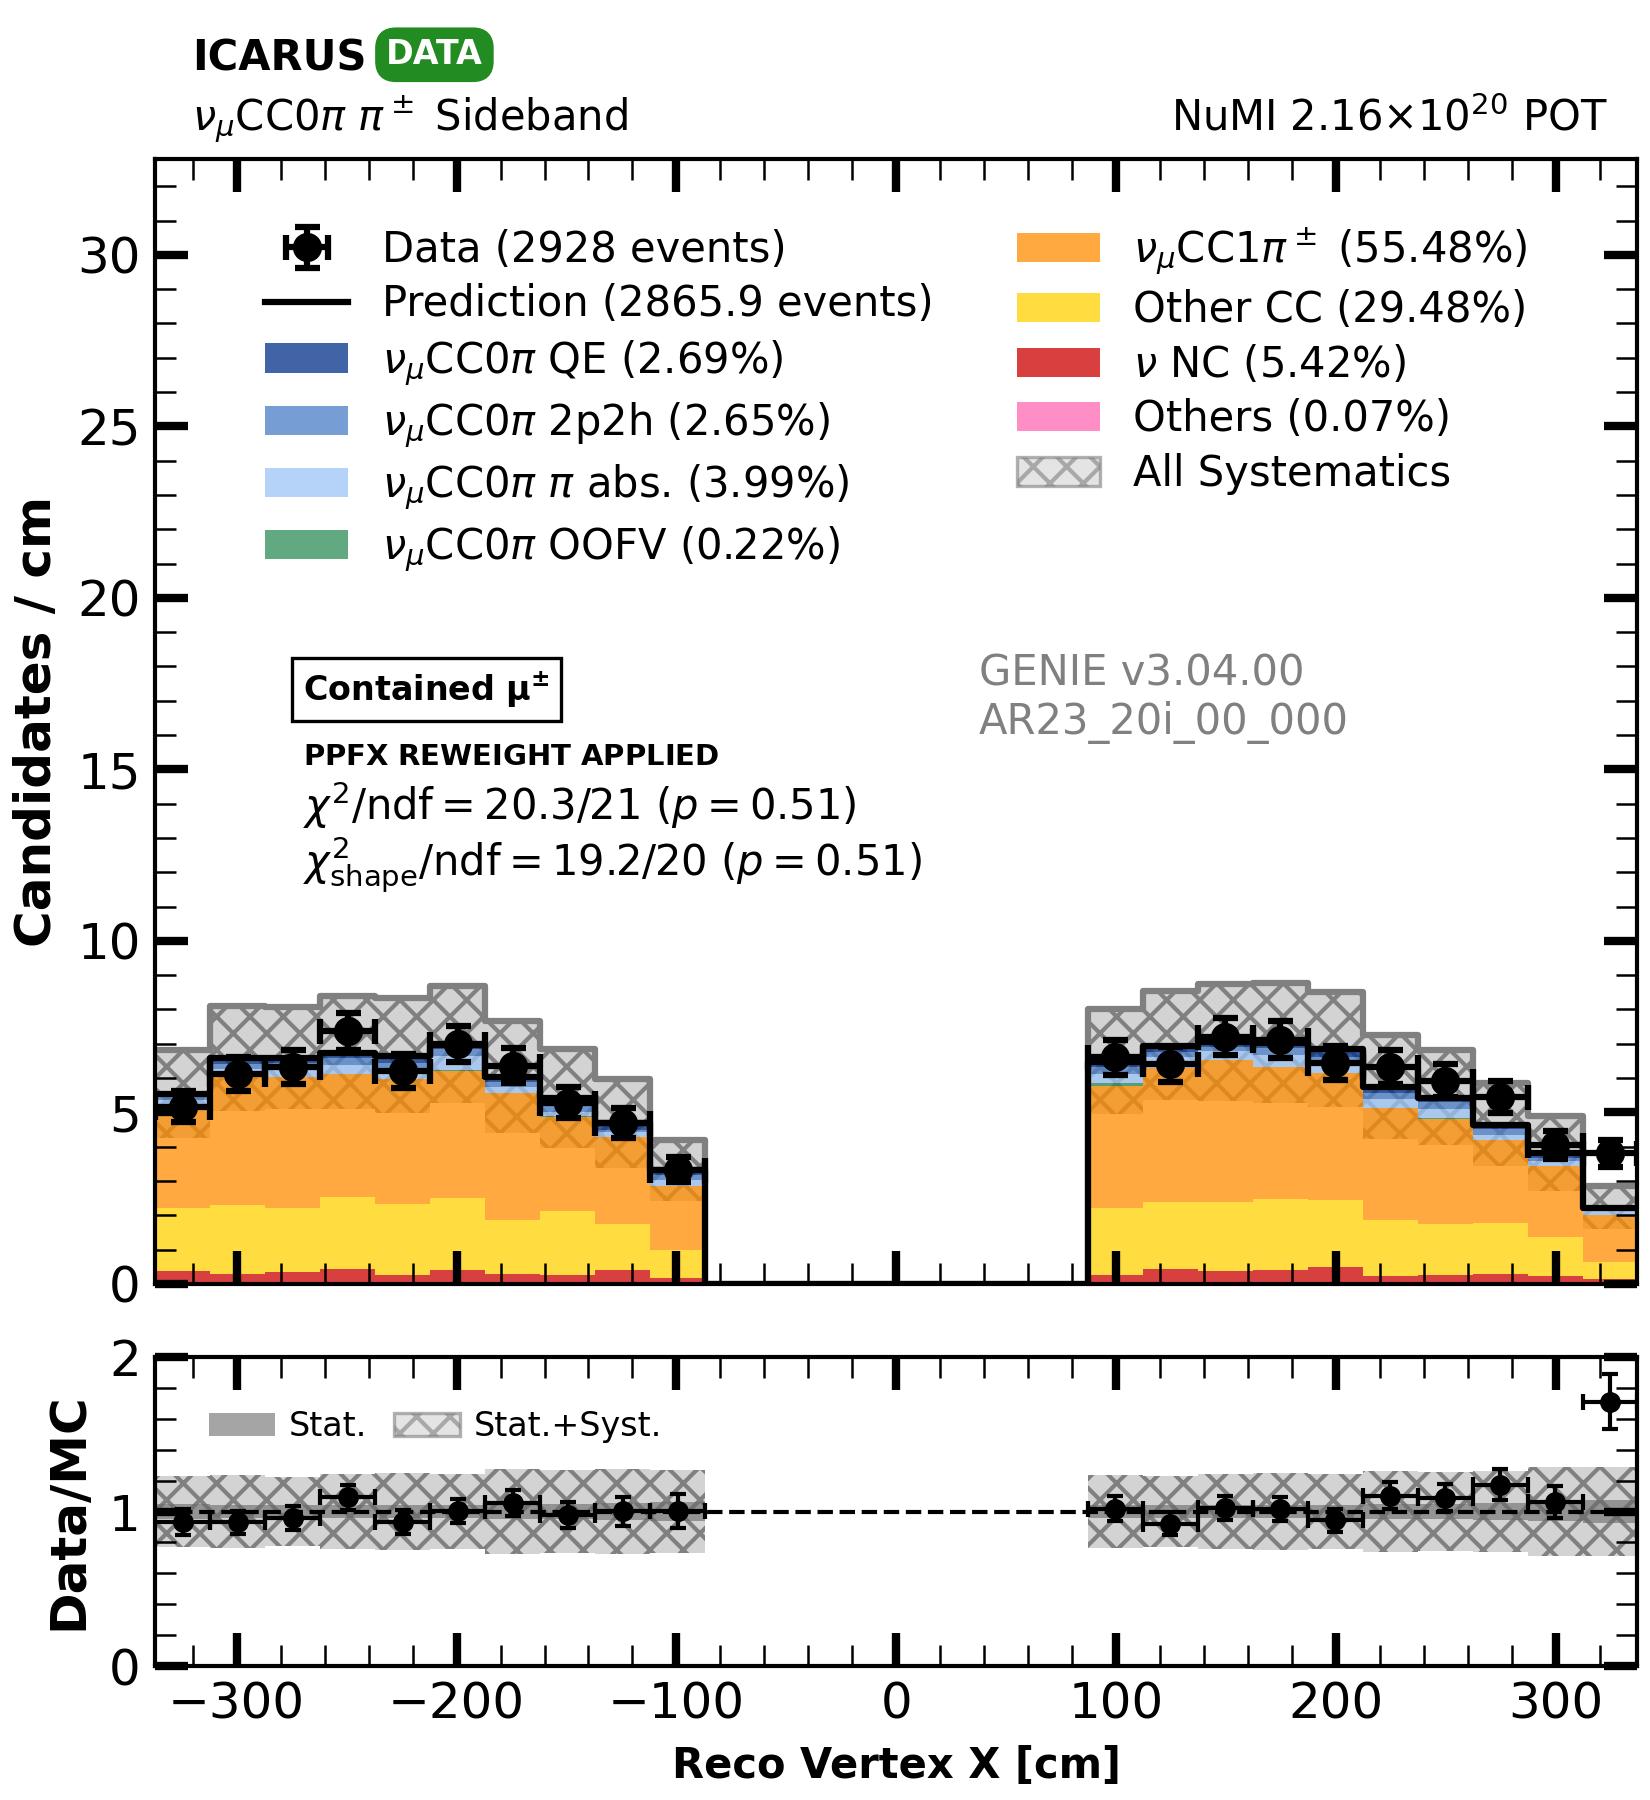 ICARUS DATA
νμCC0π π± Sideband
NuMI 2.16×10²⁰ POT
Data (2928 events)
Prediction (2865.9 events)
νμCC0π QE (2.69%)
νμCC0π 2p2h (2.65%)
νμCC0π π abs. (3.99%)
νμCC0π OOFV (0.22%)
νμCC1π± (55.48%)
Other CC (29.48%)
ν NC (5.42%)
Others (0.07%)
All Systematics
Contained μ±
PPFX REWEIGHT APPLIED
χ²/ndf = 20.3/21 (p = 0.51)
χ²shape/ndf = 19.2/20 (p = 0.51)
GENIE v3.04.00
AR23_20i_00_000
Candidates / cm
30
25
20
15
10
5
0
Data/MC
2
1
0
Stat.
Stat.+Syst.
−300 −200 −100 0 100 200 300
Reco Vertex X [cm]